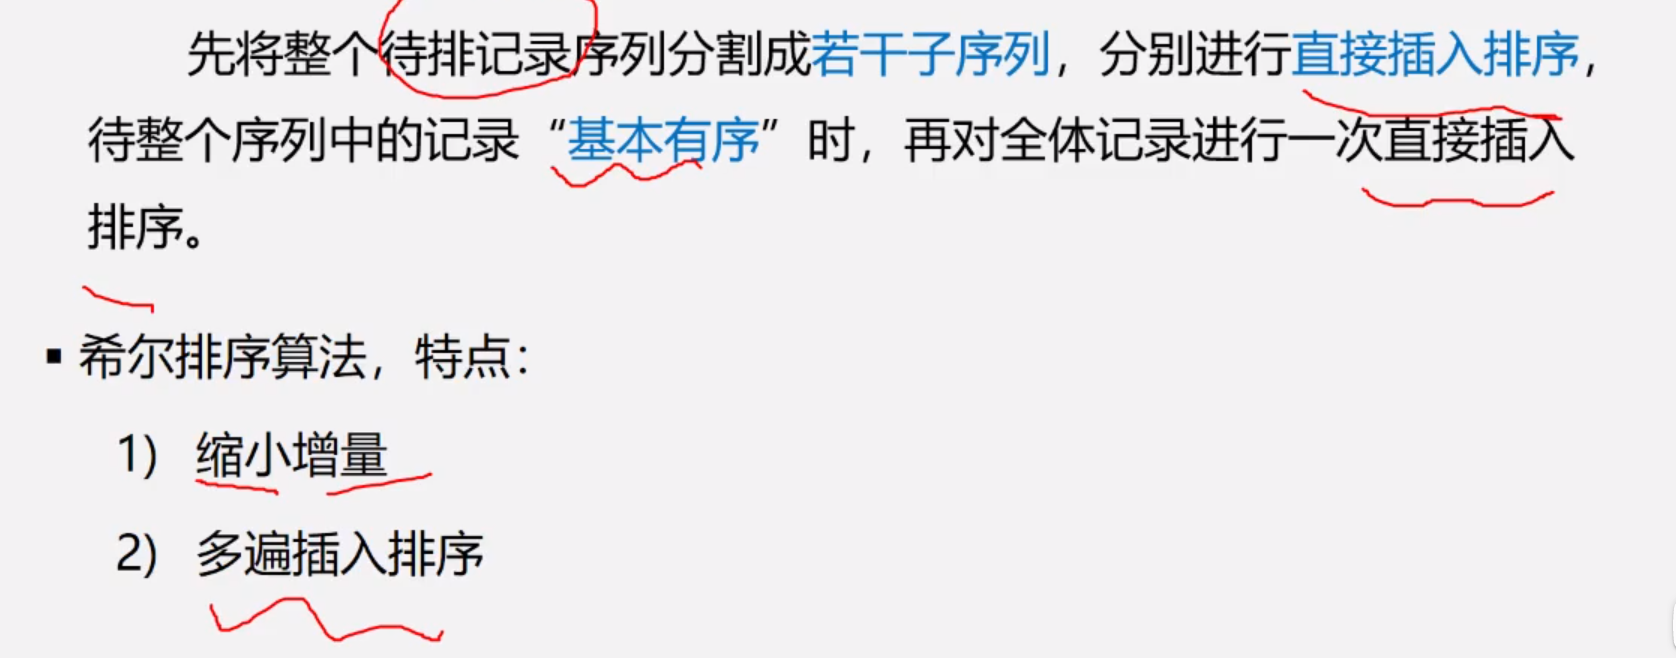 先将整个待排记录序列分割成若干子序列，分别进行直接插入排序，
待整个序列中的记录“基本有序”时，再对全体记录进行一次直接插入
排序。
▪ 希尔排序算法，特点：
1) 缩小增量
2) 多遍插入排序